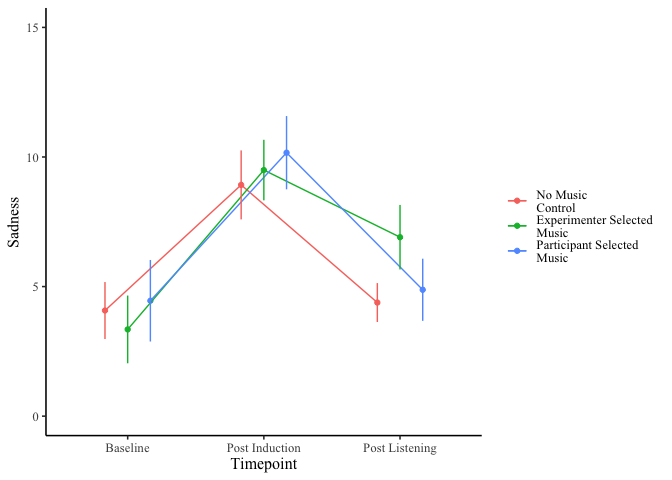 15
10
5
0
Sadness
Baseline
Post Induction
Post Listening
Timepoint
No Music
Control
Experimenter Selected
Music
Participant Selected
Music